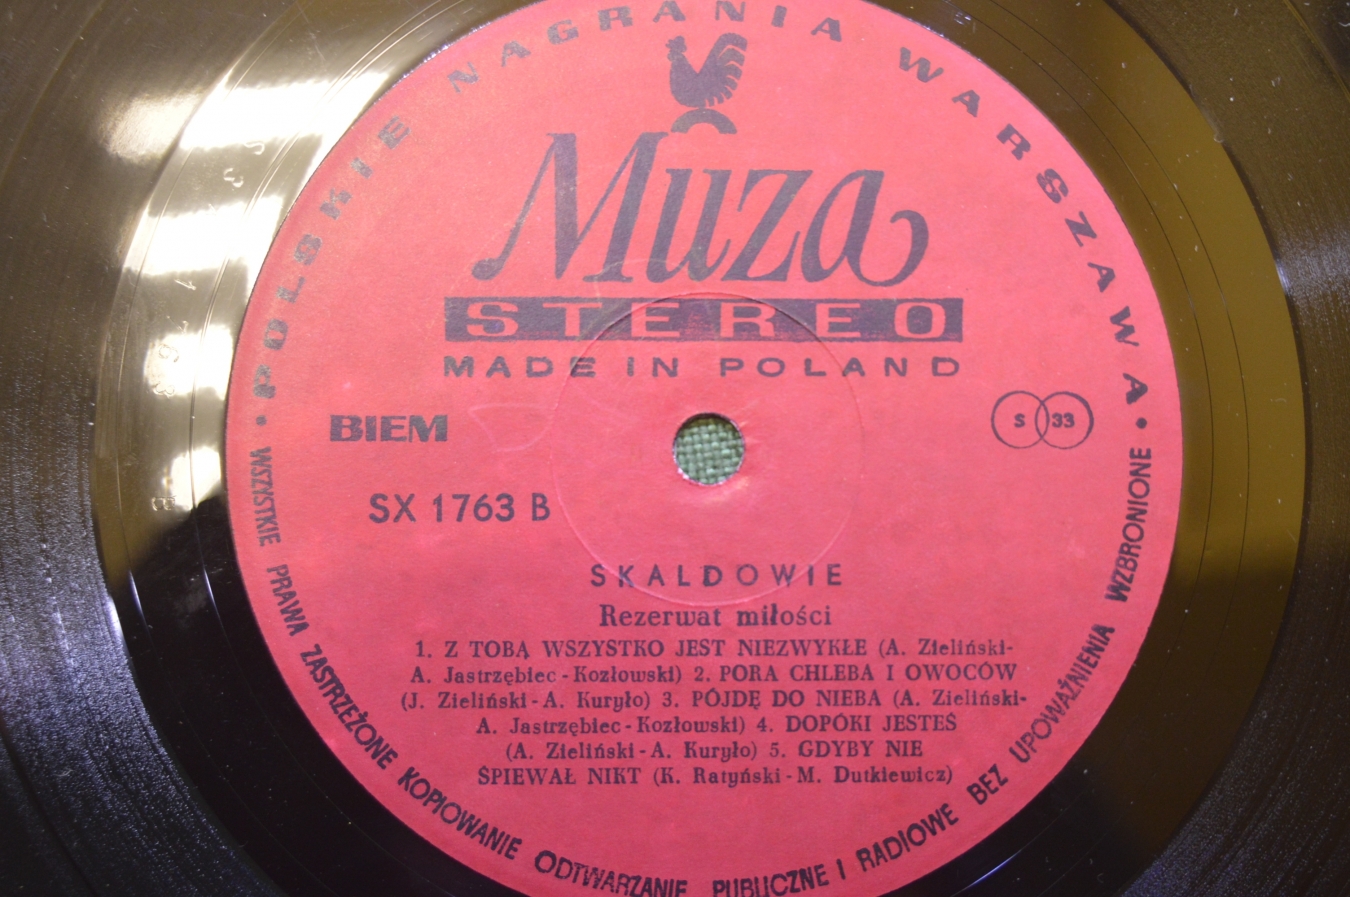 POLSKIE NAGRANIA WARSZAWA
Muza
STEREO
MADE IN POLAND
BIEM
S 33
SX 1763 B
SKALDOWIE
Rezerwat miłości
1. Z TOBĄ WSZYSTKO JEST NIEZWYKŁE (A. Zieliński-
A. Jastrzębiec-Kozłowski) 2. PORA CHLEBA I OWOCÓW
(J. Zieliński-A. Kuryło) 3. PÓJDĘ DO NIEBA (A. Zieliński-
A. Jastrzębiec-Kozłowski) 4. DOPÓKI JESTEŚ
(A. Zieliński-A. Kuryło) 5. GDYBY NIE
ŚPIEWAŁ NIKT (K. Ratyński-M. Dutkiewicz)
• WSZYSTKIE PRAWA ZASTRZEŻONE KOPIOWANIE ODTWARZANIE PUBLICZNE I RADIOWE BEZ UPOWAŻNIENIA WZBRONIONE •